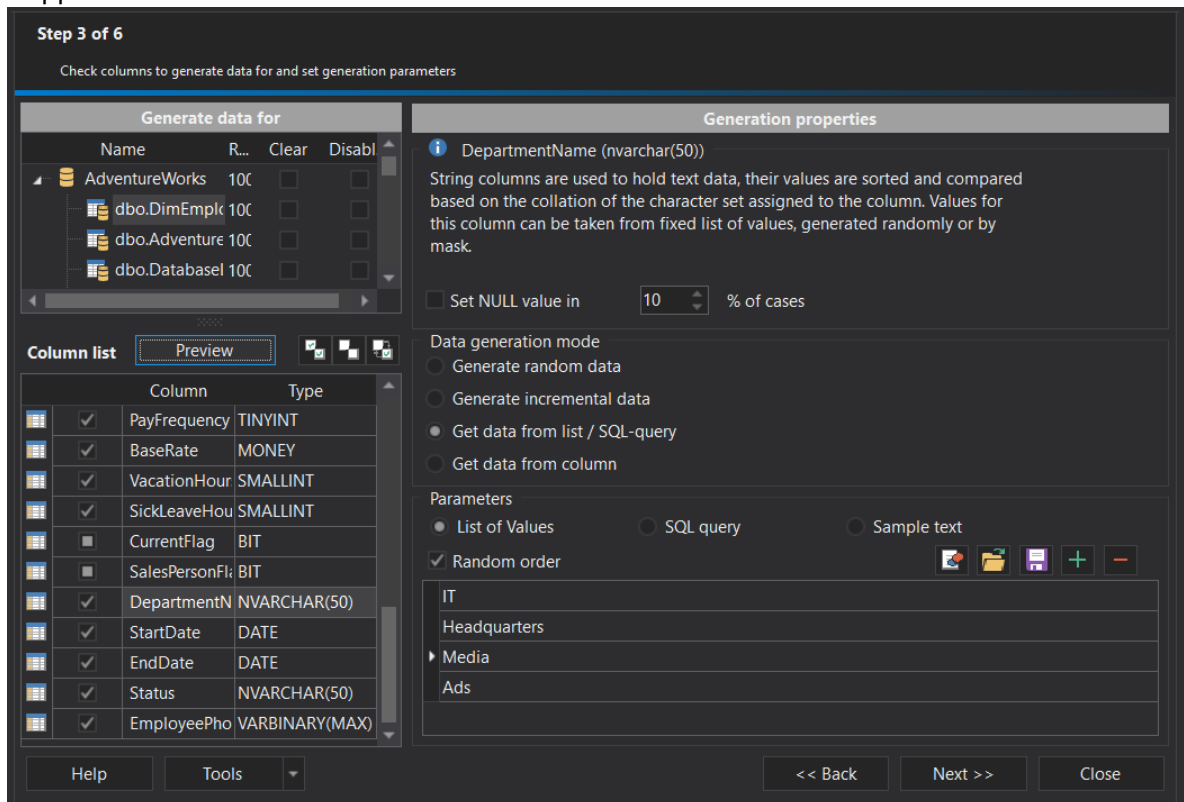 Step 3 of 6
Check columns to generate data for and set generation parameters
Generate data for
Name R... Clear Disabl
AdventureWorks 100
dbo.DimEmplo 100
dbo.Adventure 100
dbo.Databasel 100
Column list Preview
Column Type
PayFrequency TINYINT
BaseRate MONEY
VacationHour SMALLINT
SickLeaveHou SMALLINT
CurrentFlag BIT
SalesPersonFla BIT
DepartmentN NVARCHAR(50)
StartDate DATE
EndDate DATE
Status NVARCHAR(50)
EmployeePho VARBINARY(MAX)
Generation properties
DepartmentName (nvarchar(50))
String columns are used to hold text data, their values are sorted and compared
based on the collation of the character set assigned to the column. Values for
this column can be taken from fixed list of values, generated randomly or by
mask.
Set NULL value in 10 % of cases
Data generation mode
Generate random data
Generate incremental data
Get data from list / SQL-query
Get data from column
Parameters
List of Values SQL query Sample text
Random order
IT
Headquarters
Media
Ads
Help Tools << Back Next >> Close